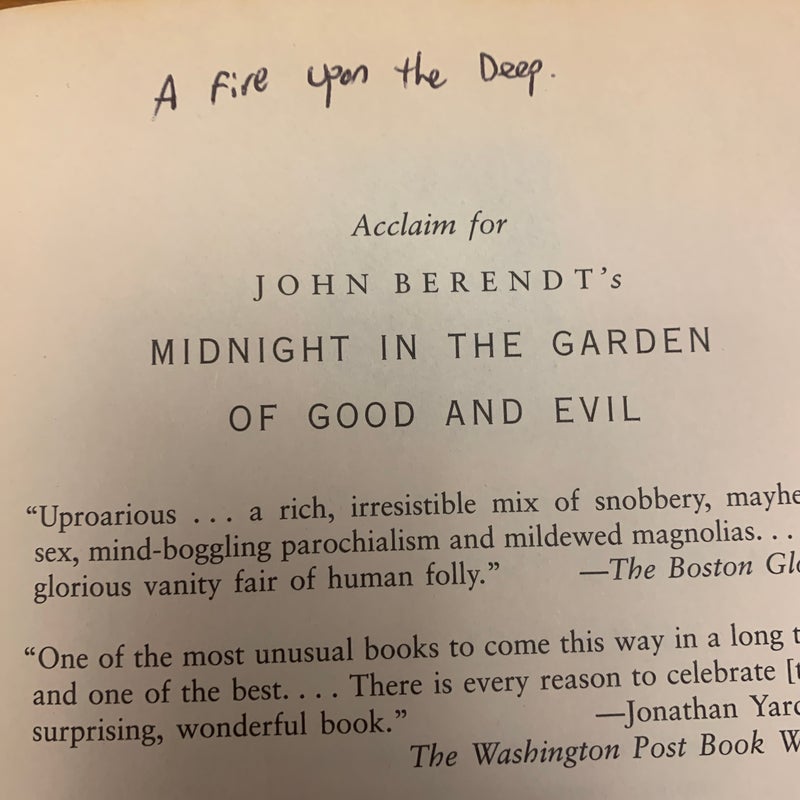 A Fire upon the Deep.
Acclaim for
JOHN BERENDT's
MIDNIGHT IN THE GARDEN
OF GOOD AND EVIL
“Uproarious . . . a rich, irresistible mix of snobbery, mayhe
sex, mind-boggling parochialism and mildewed magnolias. . .
glorious vanity fair of human folly.” —The Boston Glo
“One of the most unusual books to come this way in a long t
and one of the best. . . . There is every reason to celebrate [t
surprising, wonderful book.” —Jonathan Yard
The Washington Post Book W